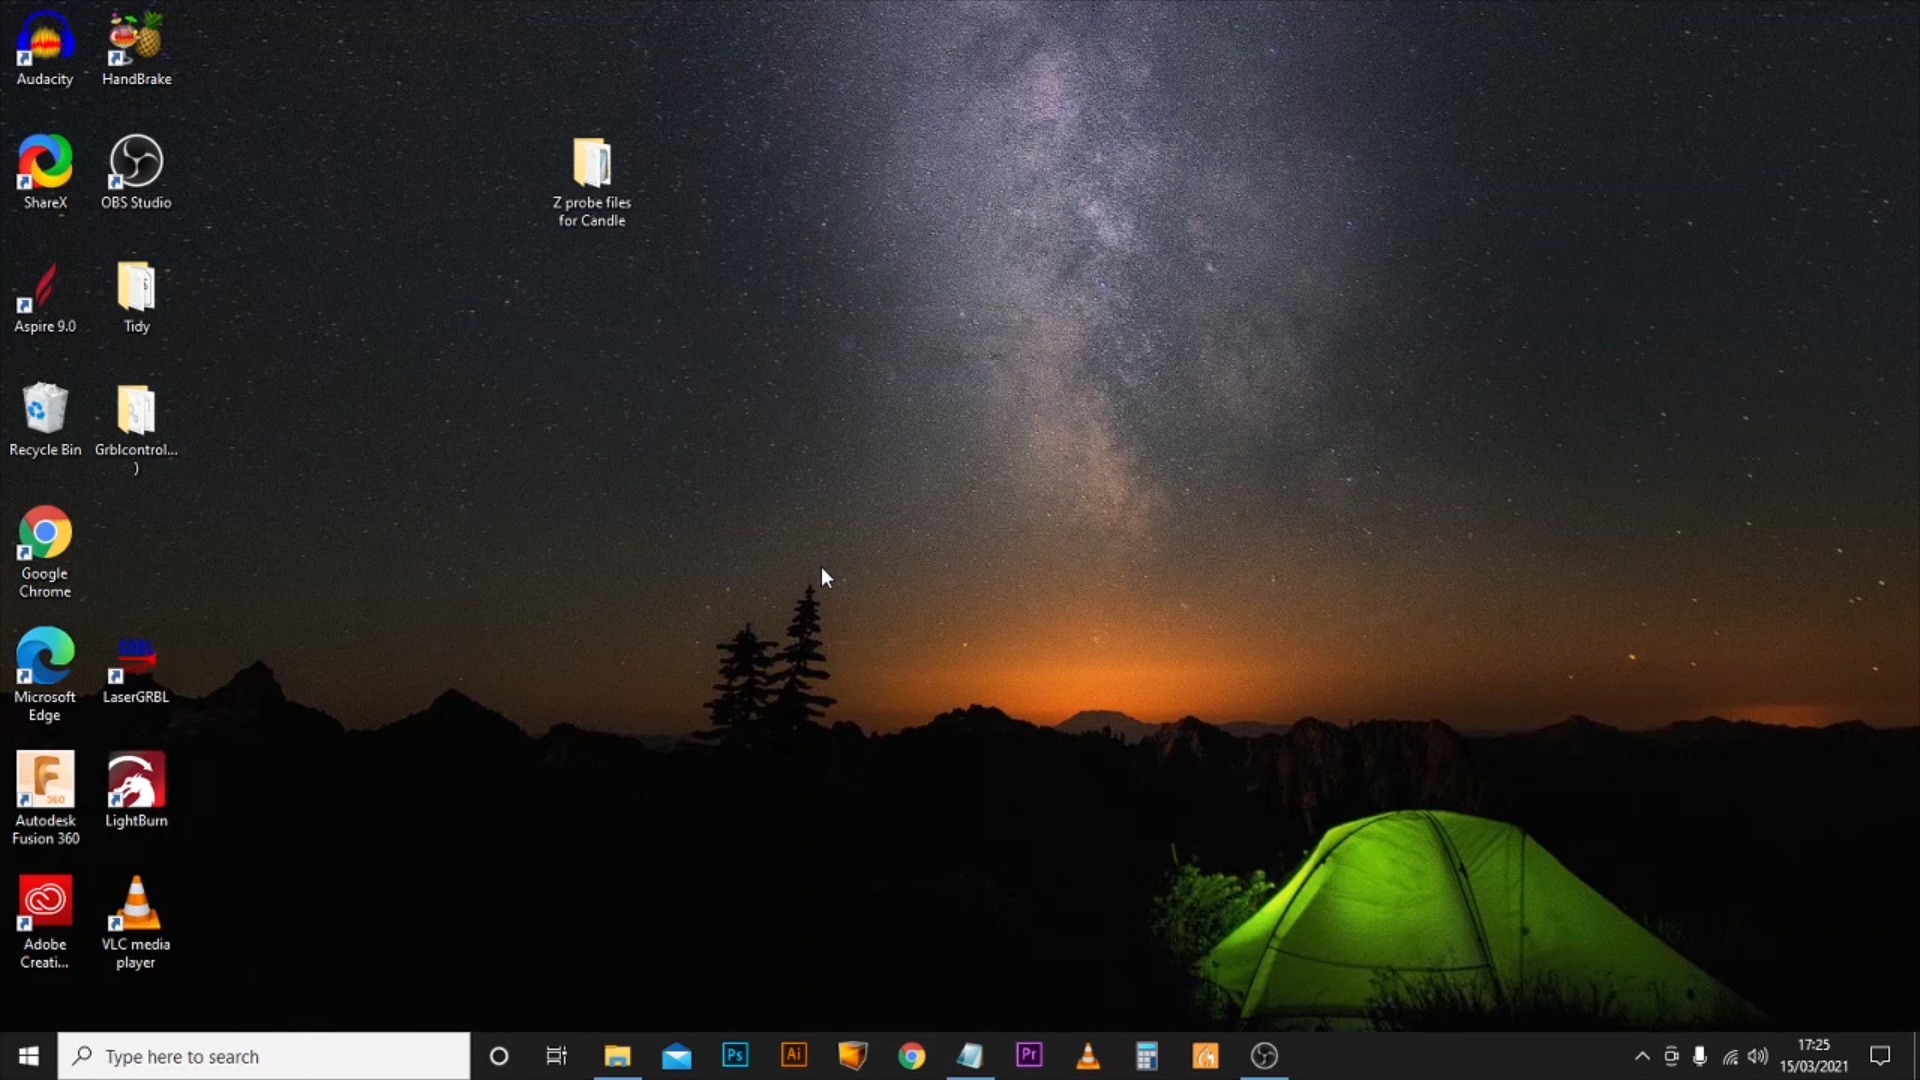 Audacity
HandBrake
ShareX
OBS Studio
Z probe files
for Candle
Aspire 9.0
Tidy
Recycle Bin
Grblcontrol...
)
Google
Chrome
Microsoft
Edge
GRBL
LaserGRBL
360
Autodesk
Fusion 360
LightBurn
Adobe
Creati...
VLC media
player
Type here to search
Ps
Ai
Pr
17:25
15/03/2021